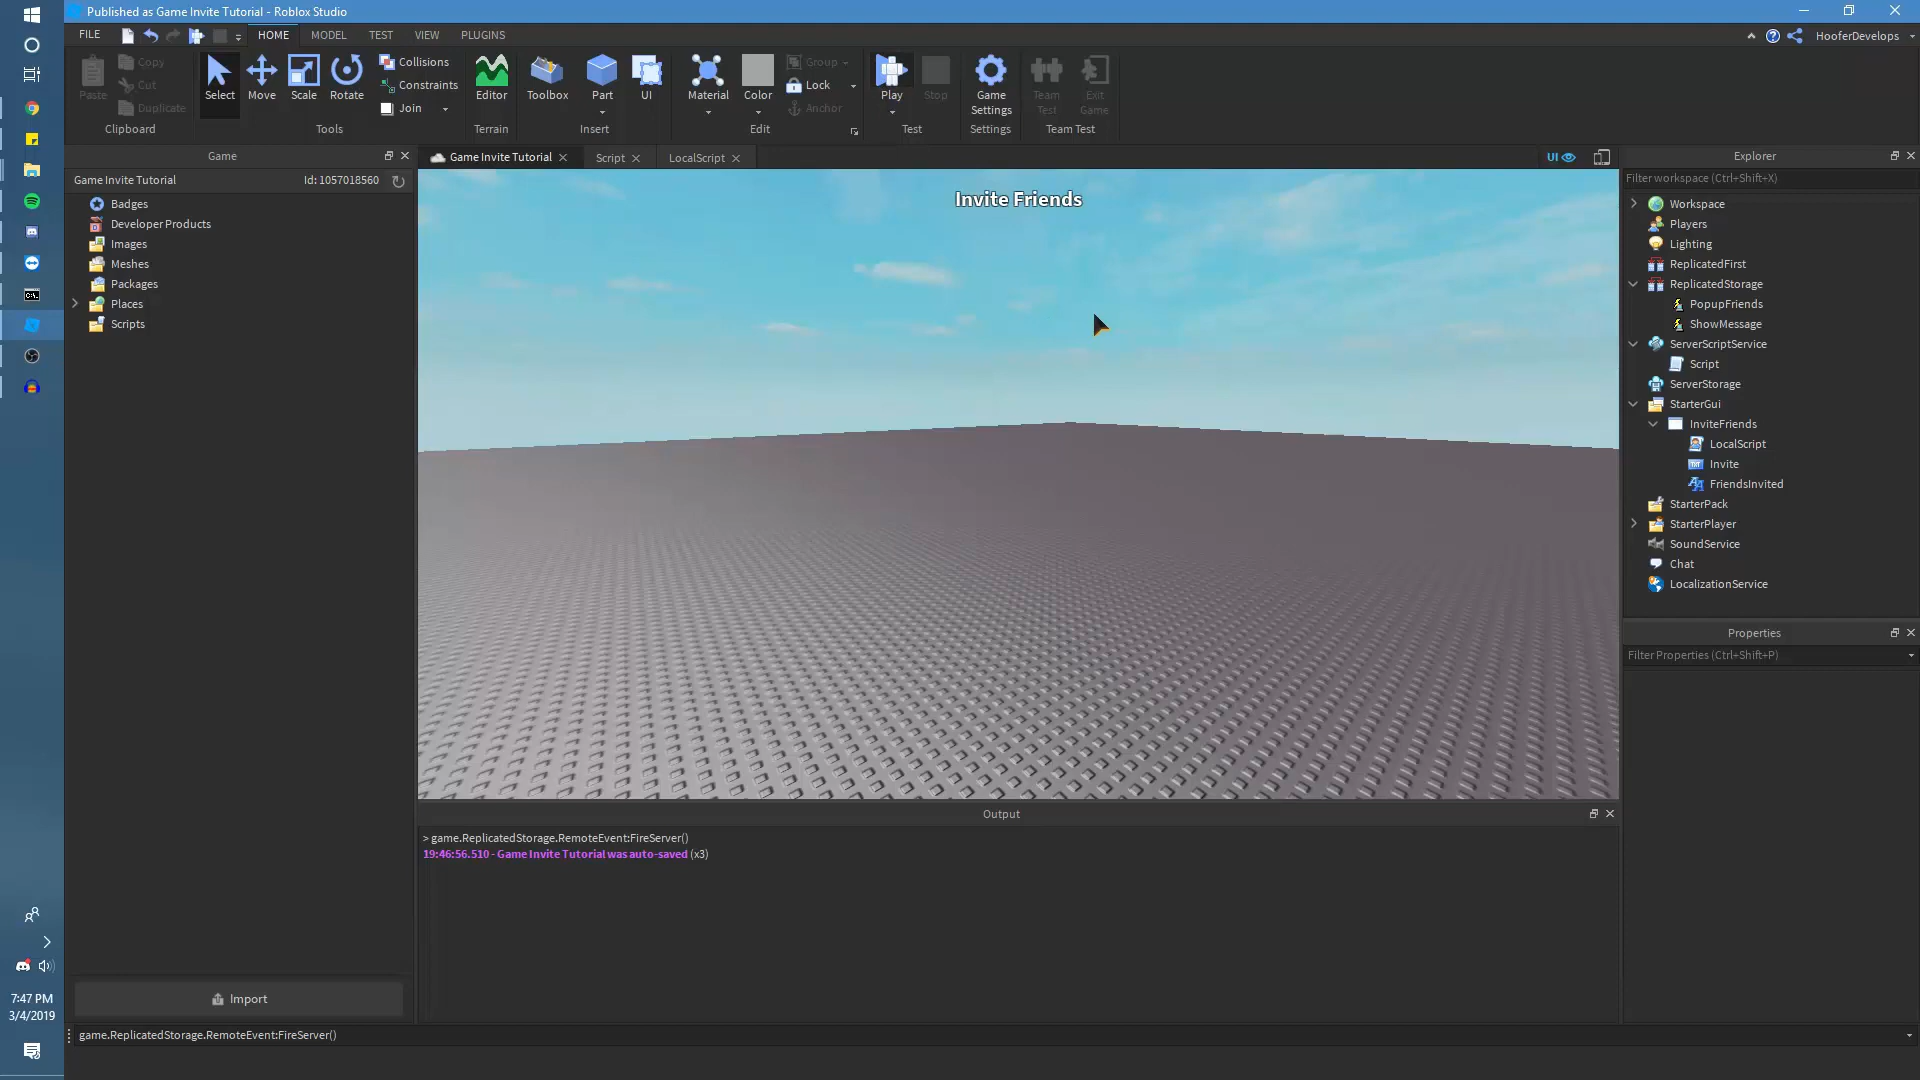 Published as Game Invite Tutorial - Roblox Studio
FILE HOME MODEL TEST VIEW PLUGINS HooferDevelops
Paste Copy Cut Duplicate
Select Move Scale Rotate
Collisions
Constraints
Join
Editor Toolbox Part UI
Material Color
Group
Lock
Anchor
Play Stop
Game Settings
Team Test
Exit Game
Clipboard Tools Terrain Insert Edit Test Settings Team Test
Game
Game Invite Tutorial Id: 1057018560
Badges
Developer Products
Images
Meshes
Packages
Places
Scripts
Import
Game Invite Tutorial Script LocalScript UI
Invite Friends
Output
> game.ReplicatedStorage.RemoteEvent:FireServer()
19:46:56.510 - Game Invite Tutorial was auto-saved (x3)
Explorer
Filter workspace (Ctrl+Shift+X)
Workspace
Players
Lighting
ReplicatedFirst
ReplicatedStorage
PopupFriends
ShowMessage
ServerScriptService
Script
ServerStorage
StarterGui
InviteFriends
LocalScript
Invite
FriendsInvited
StarterPack
StarterPlayer
SoundService
Chat
LocalizationService
Properties
Filter Properties (Ctrl+Shift+P)
7:47 PM
3/4/2019
game.ReplicatedStorage.RemoteEvent:FireServer()